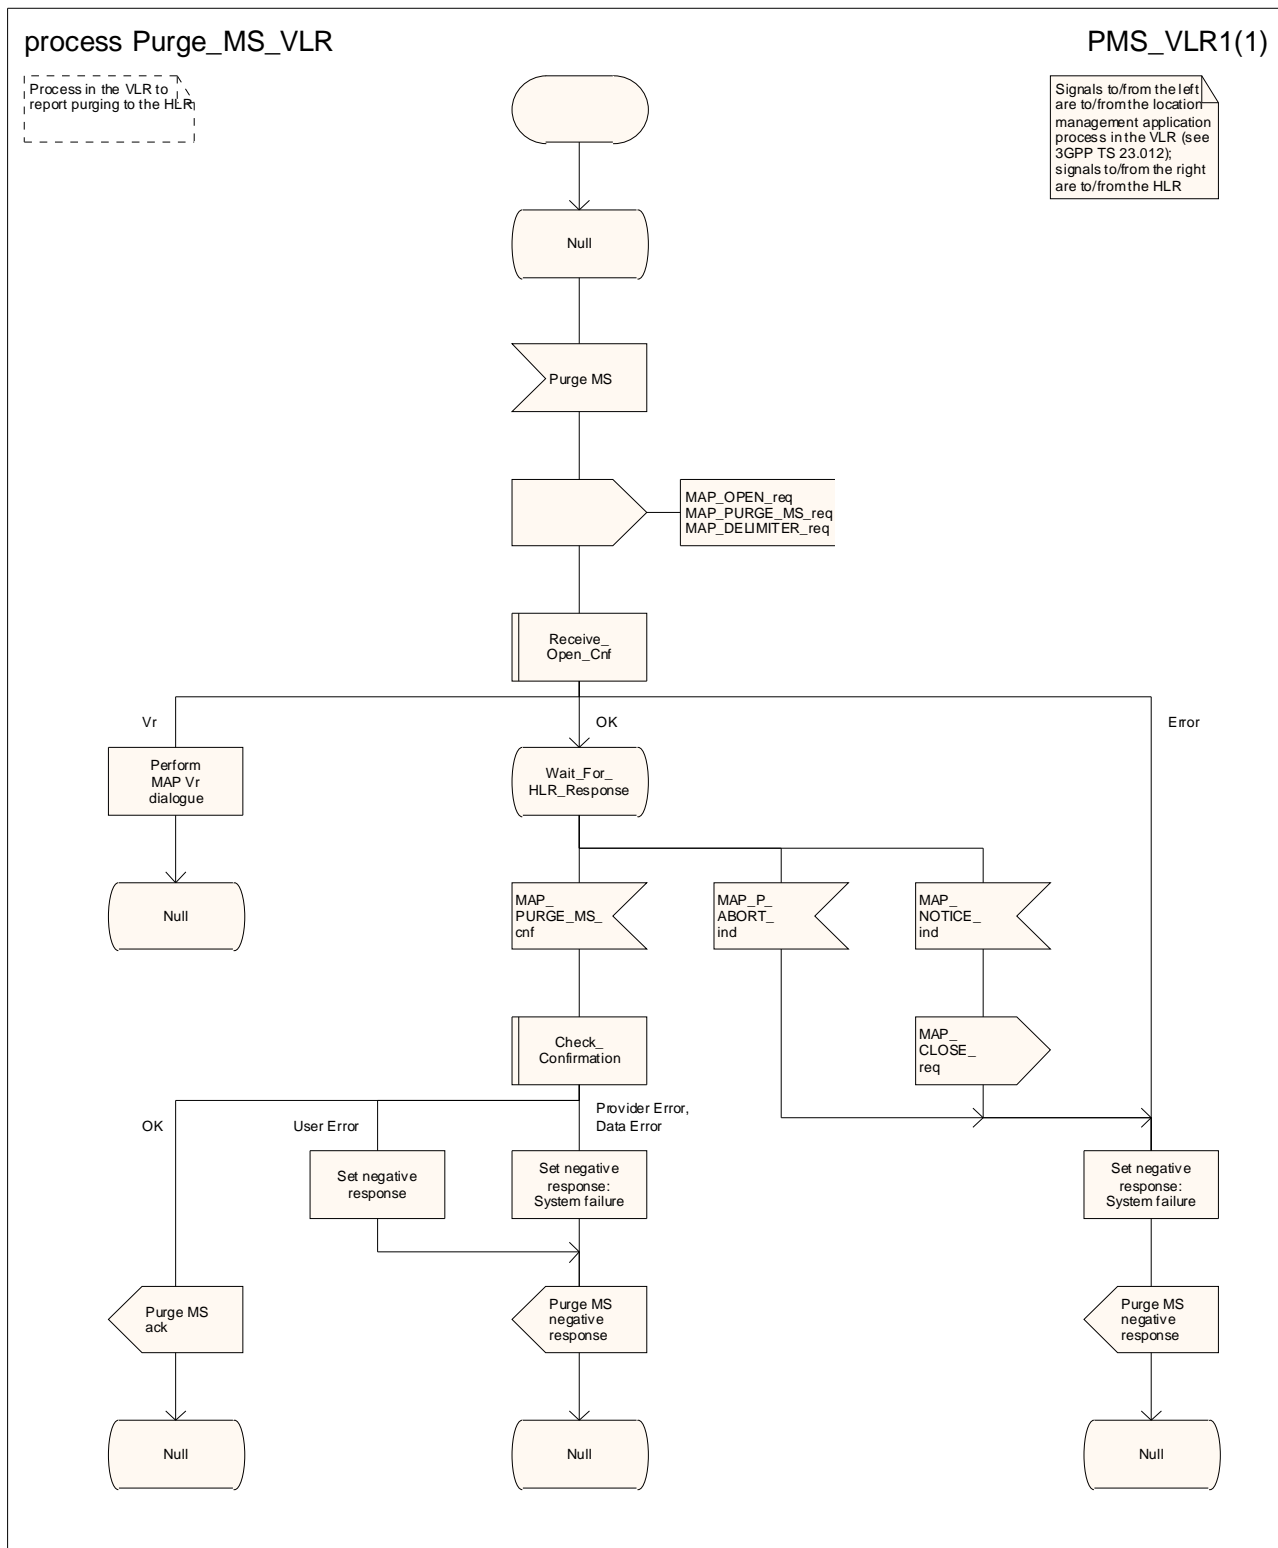 process Purge_MS_VLR
PMS_VLR1(1)
Process in the VLR to
report purging to the HLR
Signals to/from the left
are to/from the location
management application
process in the VLR (see
3GPP TS 23.012);
signals to/from the right
are to/from the HLR
Null
Purge MS
MAP_OPEN_req
MAP_PURGE_MS_req
MAP_DELIMITER_req
Receive_
Open_Cnf
Vr
OK
Error
Perform
MAP Vr
dialogue
Wait_For_
HLR_Response
Null
MAP_
PURGE_MS_
cnf
MAP_P_
ABORT_
ind
MAP_
NOTICE_
ind
Check_
Confirmation
MAP_
CLOSE_
req
OK
User Error
Provider Error,
Data Error
Set negative
response
Set negative
response:
System failure
Set negative
response:
System failure
Purge MS
ack
Purge MS
negative
response
Purge MS
negative
response
Null
Null
Null